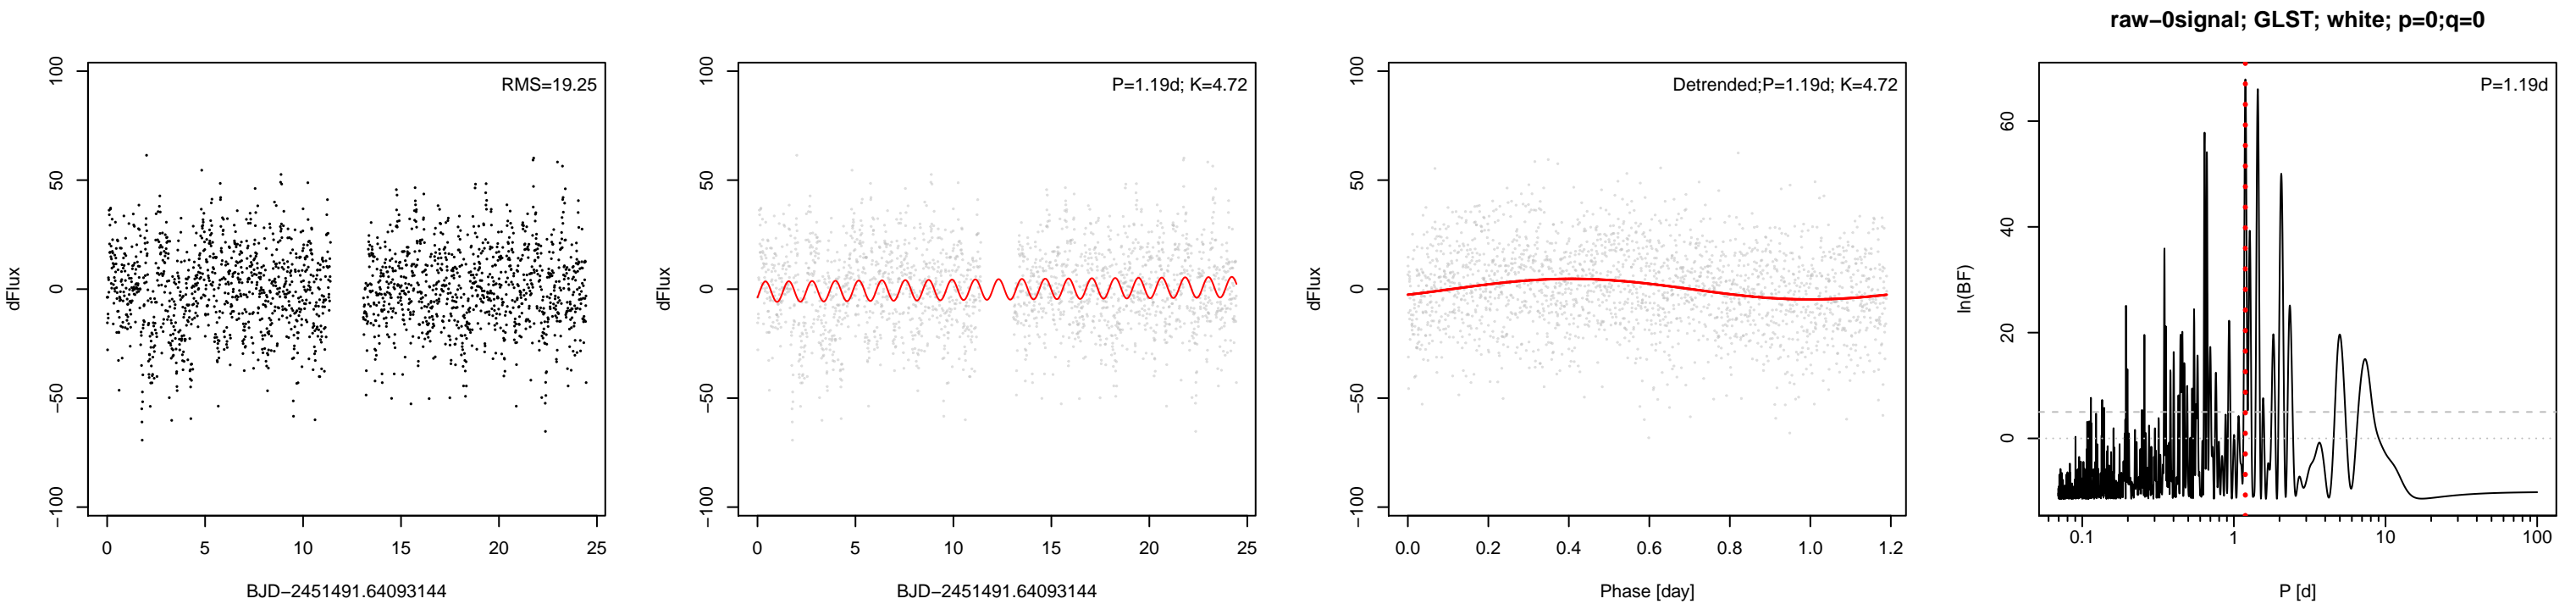 raw−0signal; GLST; white; p=0;q=0
RMS=19.25
100
50
0
−50
−100
dFlux
0 5 10 15 20 25
BJD−2451491.64093144
P=1.19d; K=4.72
100
50
0
−50
−100
dFlux
0 5 10 15 20 25
BJD−2451491.64093144
Detrended;P=1.19d; K=4.72
100
50
0
−50
−100
dFlux
0.0 0.2 0.4 0.6 0.8 1.0 1.2
Phase [day]
P=1.19d
60
40
20
0
ln(BF)
0.1 1 10 100
P [d]